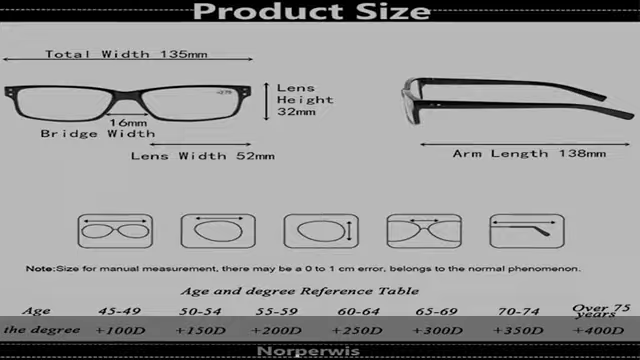 Product Size
Total Width 135mm
Lens
Height
32mm
16mm
Bridge Width
Lens Width 52mm
Arm Length 138mm
Note:Size for manual measurement, there may be a 0 to 1 cm error, belongs to the normal phenomenon.
Age and degree Reference Table
Age 45-49 50-54 55-59 60-64 65-69 70-74 Over 75 years
the degree +100D +150D +200D +250D +300D +350D +400D
Norperwis